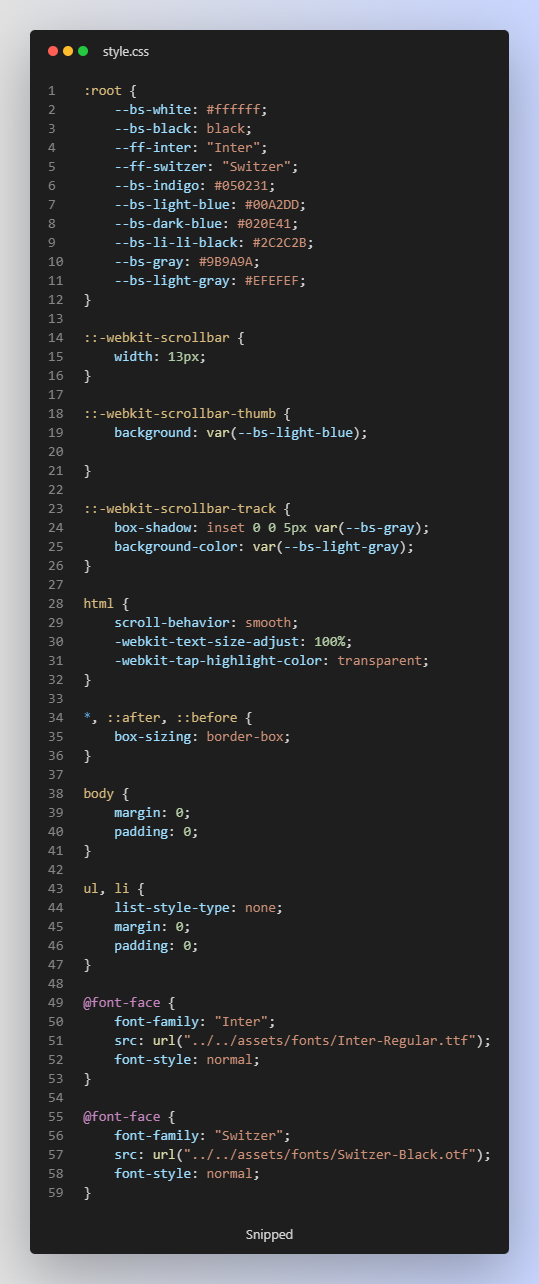 style.css
1 :root {
2     --bs-white: #ffffff;
3     --bs-black: black;
4     --ff-inter: "Inter";
5     --ff-switzer: "Switzer";
6     --bs-indigo: #050231;
7     --bs-light-blue: #00A2DD;
8     --bs-dark-blue: #020E41;
9     --bs-li-li-black: #2C2C2B;
10     --bs-gray: #9B9A9A;
11     --bs-light-gray: #EFEFEF;
12 }
13
14 ::-webkit-scrollbar {
15     width: 13px;
16 }
17
18 ::-webkit-scrollbar-thumb {
19     background: var(--bs-light-blue);
20
21 }
22
23 ::-webkit-scrollbar-track {
24     box-shadow: inset 0 0 5px var(--bs-gray);
25     background-color: var(--bs-light-gray);
26 }
27
28 html {
29     scroll-behavior: smooth;
30     -webkit-text-size-adjust: 100%;
31     -webkit-tap-highlight-color: transparent;
32 }
33
34 *, ::after, ::before {
35     box-sizing: border-box;
36 }
37
38 body {
39     margin: 0;
40     padding: 0;
41 }
42
43 ul, li {
44     list-style-type: none;
45     margin: 0;
46     padding: 0;
47 }
48
49 @font-face {
50     font-family: "Inter";
51     src: url("../../assets/fonts/Inter-Regular.ttf");
52     font-style: normal;
53 }
54
55 @font-face {
56     font-family: "Switzer";
57     src: url("../../assets/fonts/Switzer-Black.otf");
58     font-style: normal;
59 }
Snipped